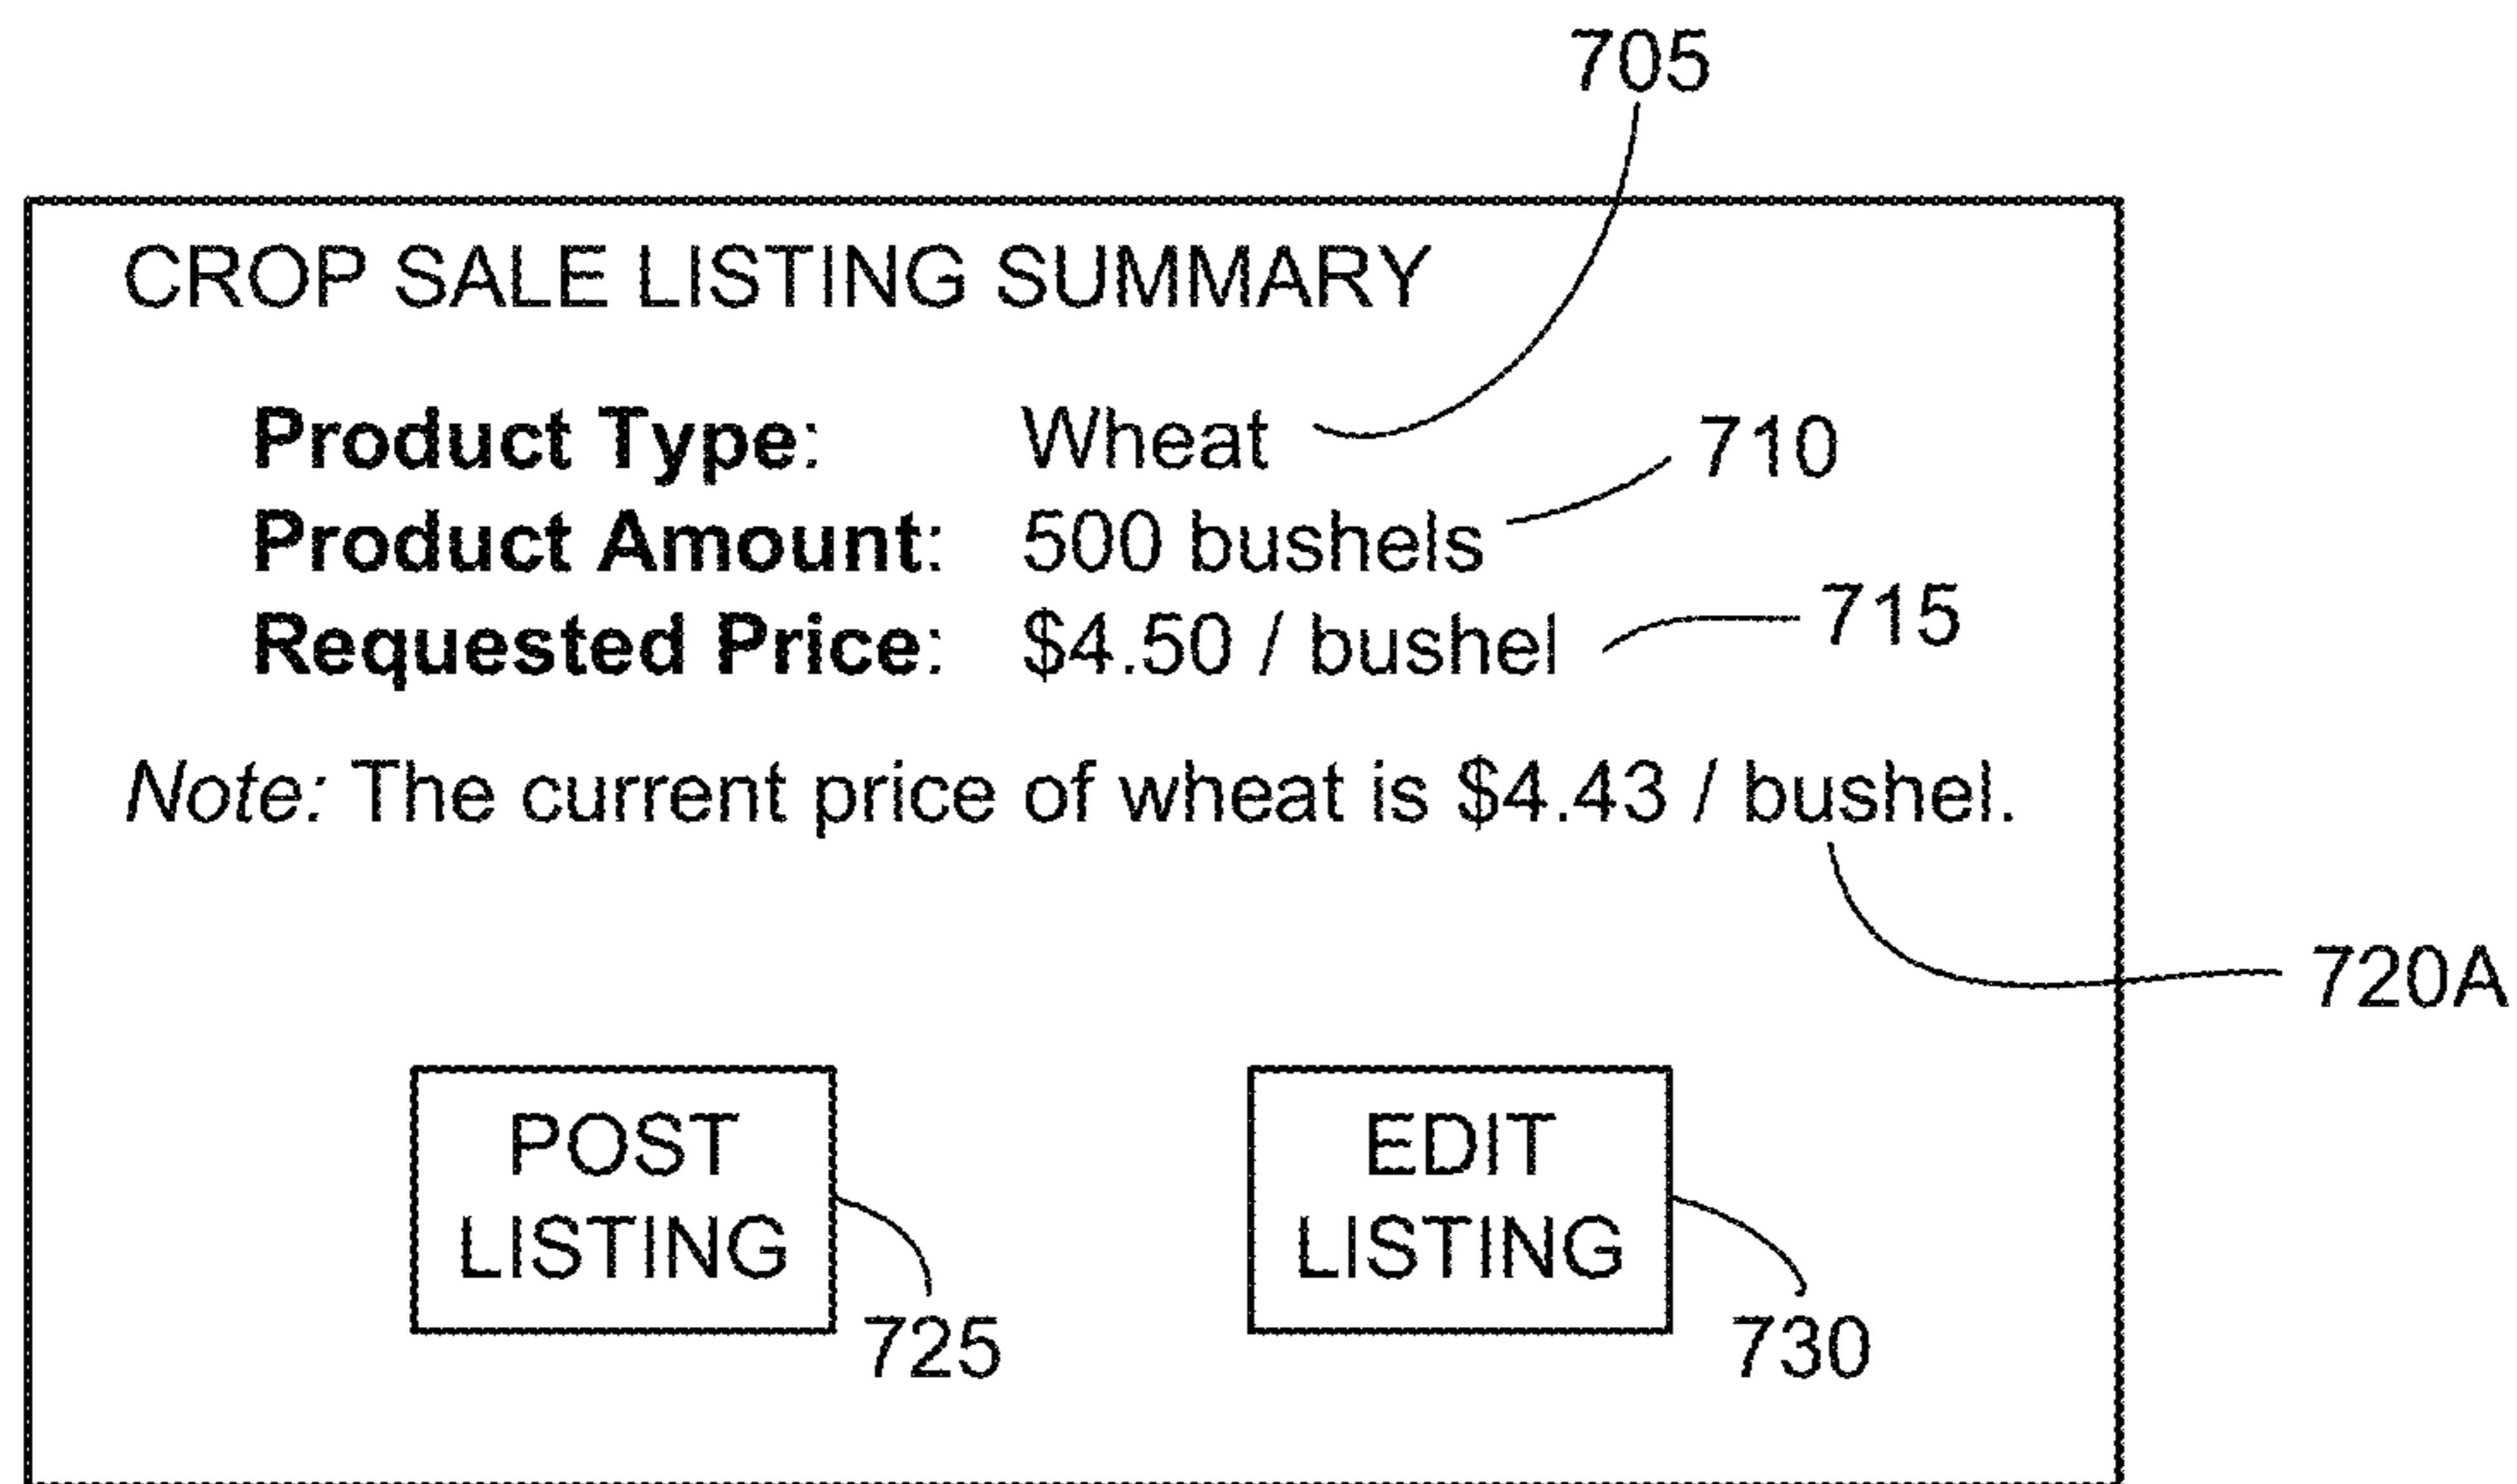 705
CROP SALE LISTING SUMMARY
Product Type: Wheat
710
Product Amount: 500 bushels
Requested Price: $4.50 / bushel
715
Note: The current price of wheat is $4.43 / bushel.
720A
POST
LISTING
725
EDIT
LISTING
730